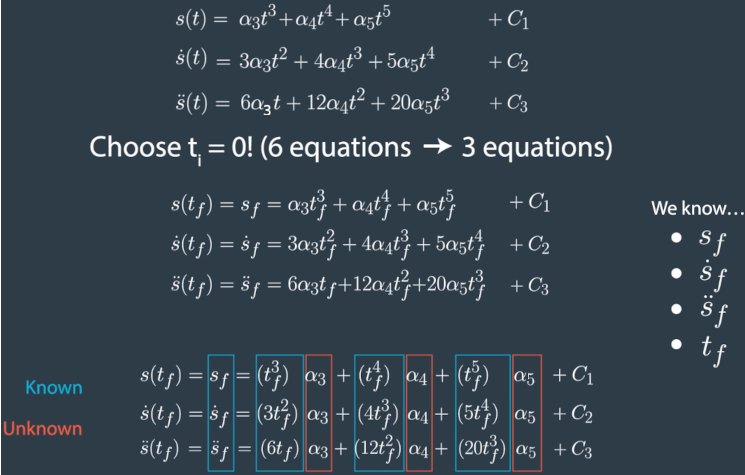 s(t) = α₃t³+α₄t⁴+α₅t⁵ + C₁
ṡ(t) = 3α₃t² + 4α₄t³ + 5α₅t⁴ + C₂
s̈(t) = 6α₃t + 12α₄t² + 20α₅t³ + C₃
Choose tᵢ = 0! (6 equations → 3 equations)
s(t_f) = s_f = α₃t_f³ + α₄t_f⁴ + α₅t_f⁵ + C₁
ṡ(t_f) = ṡ_f = 3α₃t_f² + 4α₄t_f³ + 5α₅t_f⁴ + C₂
s̈(t_f) = s̈_f = 6α₃t_f+12α₄t_f²+20α₅t_f³ + C₃
We know...
• s_f
• ṡ_f
• s̈_f
• t_f
Known
Unknown
s(t_f) = s_f = (t_f³) α₃ + (t_f⁴) α₄ + (t_f⁵) α₅ + C₁
ṡ(t_f) = ṡ_f = (3t_f²) α₃ + (4t_f³) α₄ + (5t_f⁴) α₅ + C₂
s̈(t_f) = s̈_f = (6t_f) α₃ + (12t_f²) α₄ + (20t_f³) α₅ + C₃